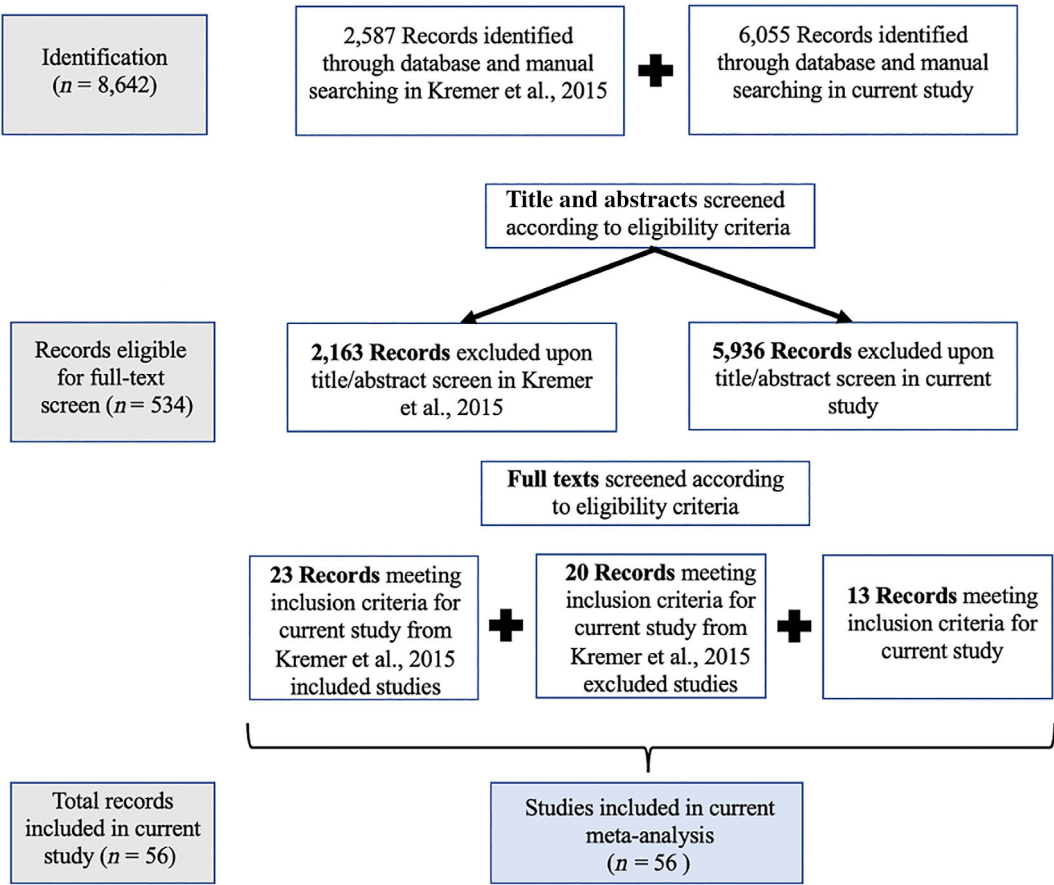 Identification
(n = 8,642)
2,587 Records identified
through database and manual
searching in Kremer et al., 2015
6,055 Records identified
through database and manual
searching in current study
Title and abstracts screened
according to eligibility criteria
Records eligible
for full-text
screen (n = 534)
2,163 Records excluded upon
title/abstract screen in Kremer
et al., 2015
5,936 Records excluded upon
title/abstract screen in current
study
Full texts screened according
to eligibility criteria
23 Records meeting
inclusion criteria for
current study from
Kremer et al., 2015
included studies
20 Records meeting
inclusion criteria for
current study from
Kremer et al., 2015
excluded studies
13 Records meeting
inclusion criteria for
current study
Total records
included in current
study (n = 56)
Studies included in current
meta-analysis
(n = 56 )